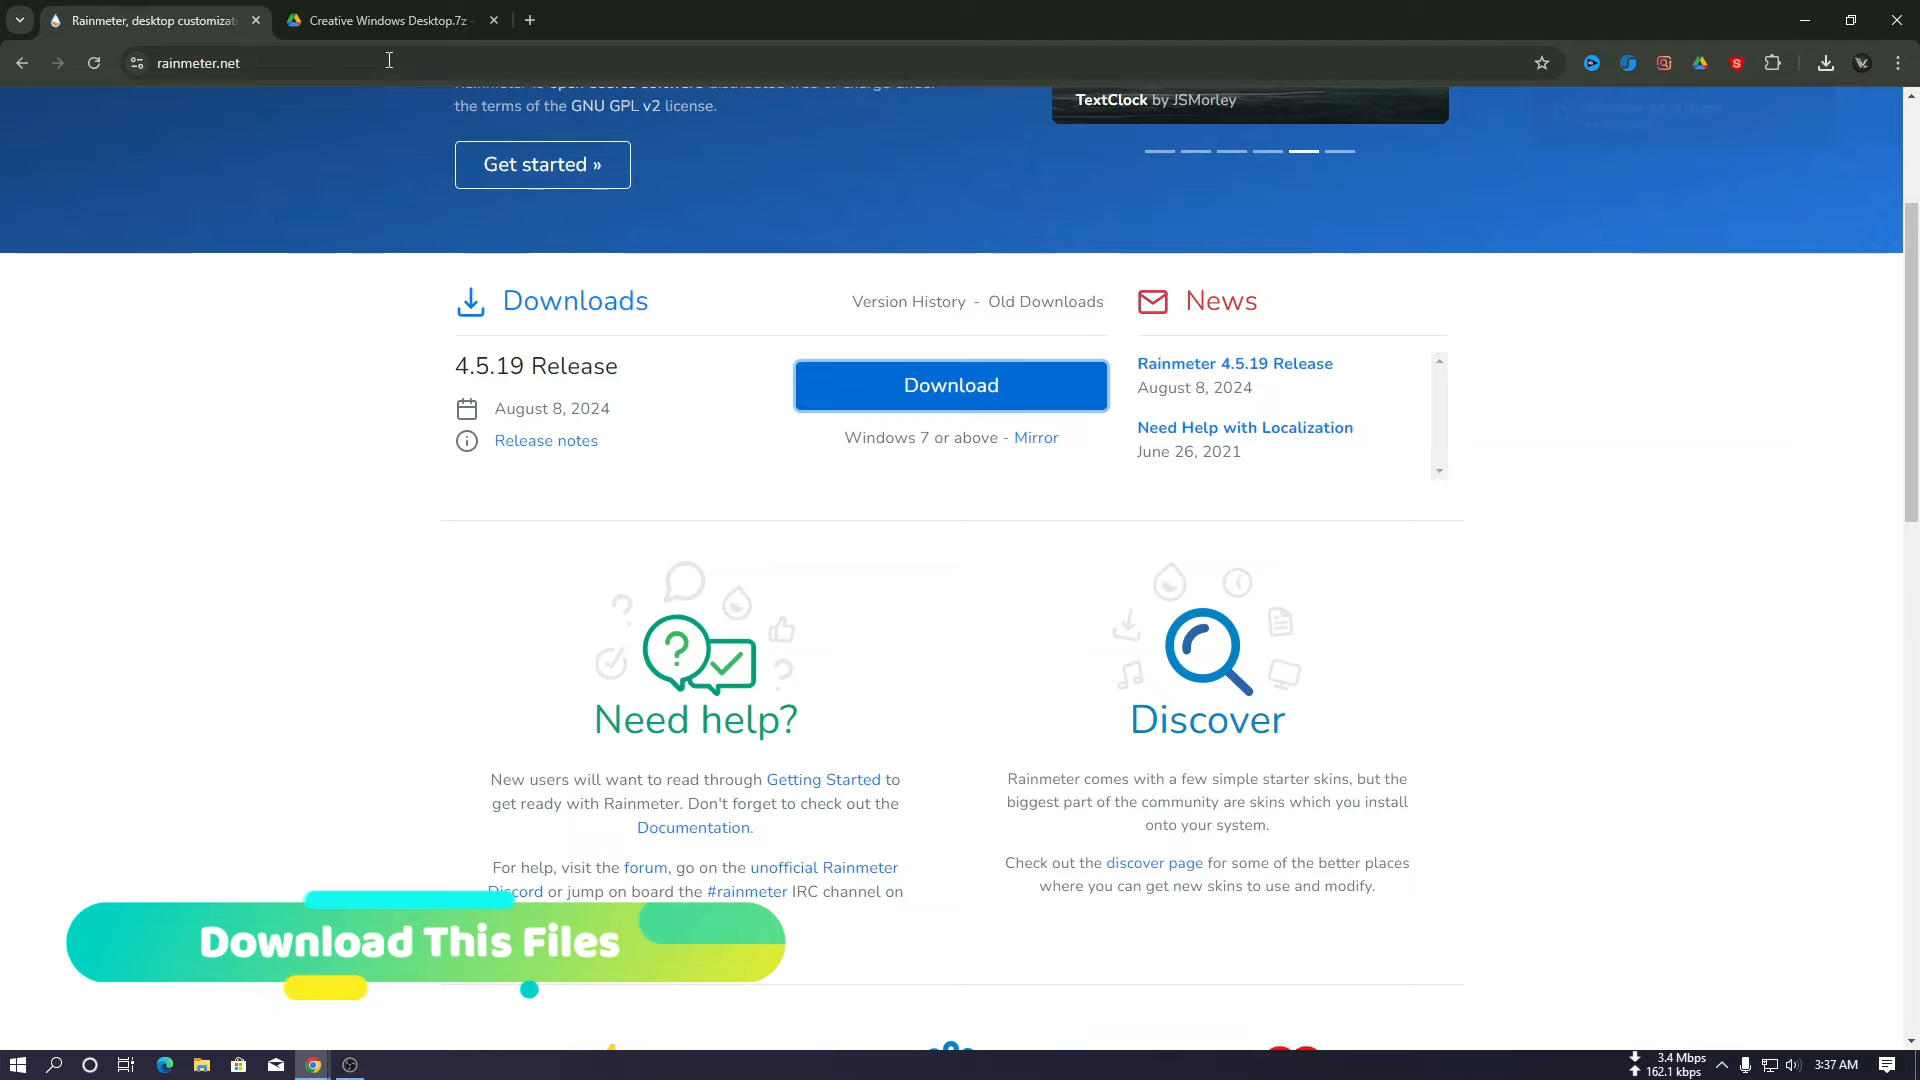 Rainmeter, desktop customizat
Creative Windows Desktop.7z -
rainmeter.net
the terms of the GNU GPL v2 license.
TextClock by JSMorley
Get started »
Downloads
Version History - Old Downloads
News
4.5.19 Release
Download
Rainmeter 4.5.19 Release
August 8, 2024
August 8, 2024
Release notes
Windows 7 or above - Mirror
Need Help with Localization
June 26, 2021
Need help?
Discover
New users will want to read through Getting Started to
get ready with Rainmeter. Don't forget to check out the
Documentation.
For help, visit the forum, go on the unofficial Rainmeter
Discord or jump on board the #rainmeter IRC channel on
Rainmeter comes with a few simple starter skins, but the
biggest part of the community are skins which you install
onto your system.
Check out the discover page for some of the better places
where you can get new skins to use and modify.
Download This Files
3.4 Mbps
162.1 kbps
3:37 AM